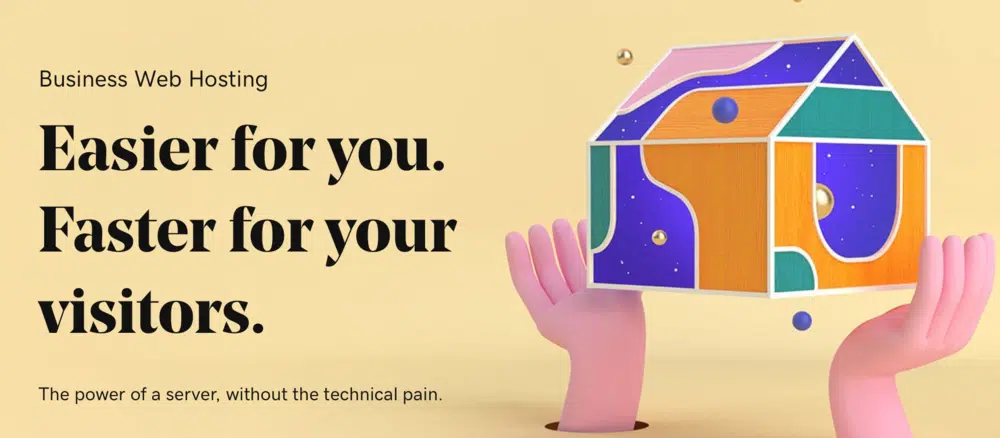 Business Web Hosting
Easier for you.
Faster for your
visitors.
The power of a server, without the technical pain.